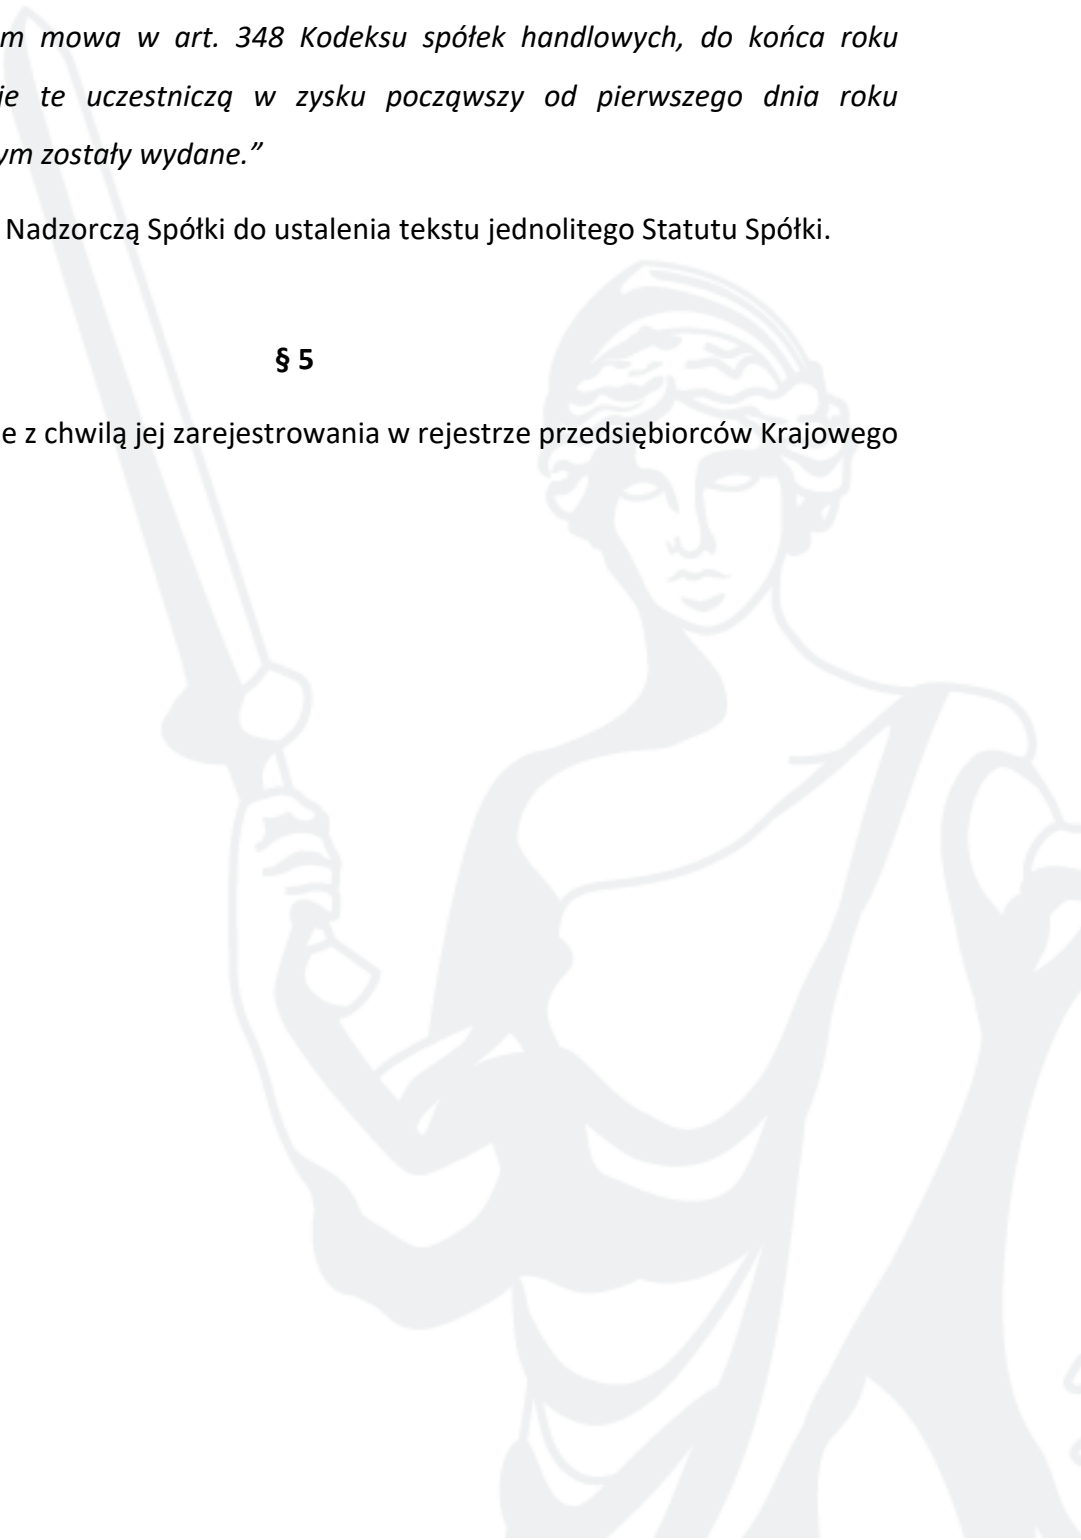 m mowa w art. 348 Kodeksu spółek handlowych, do końca roku
je te uczestniczą w zysku począwszy od pierwszego dnia roku
ym zostały wydane.”
Nadzorczą Spółki do ustalenia tekstu jednolitego Statutu Spółki.
§ 5
e z chwilą jej zarejestrowania w rejestrze przedsiębiorców Krajowego